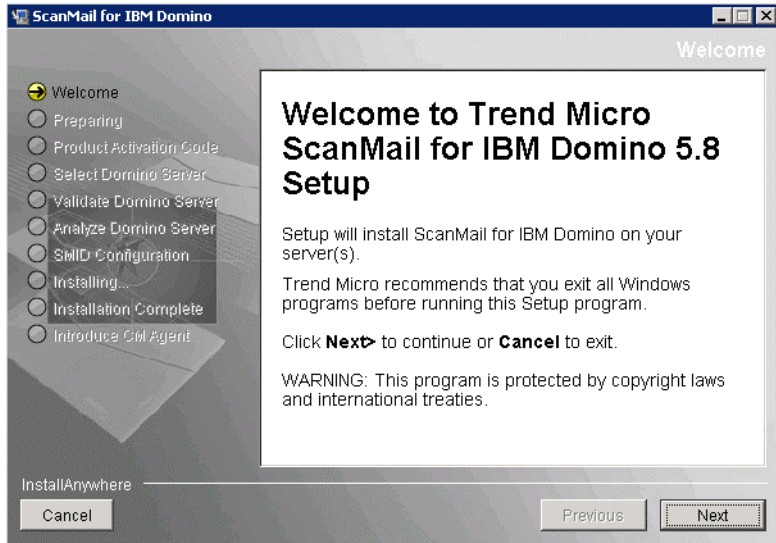 ScanMail for IBM Domino
Welcome
Welcome
Preparing
Product Activation Code
Select Domino Server
Validate Domino Server
Analyze Domino Server
SMID Configuration
Installing...
Installation Complete
Introduce CM Agent
Welcome to Trend Micro
ScanMail for IBM Domino 5.8
Setup
Setup will install ScanMail for IBM Domino on your
server(s).
Trend Micro recommends that you exit all Windows
programs before running this Setup program.
Click Next> to continue or Cancel to exit.
WARNING: This program is protected by copyright laws
and international treaties.
InstallAnywhere
Cancel
Previous
Next